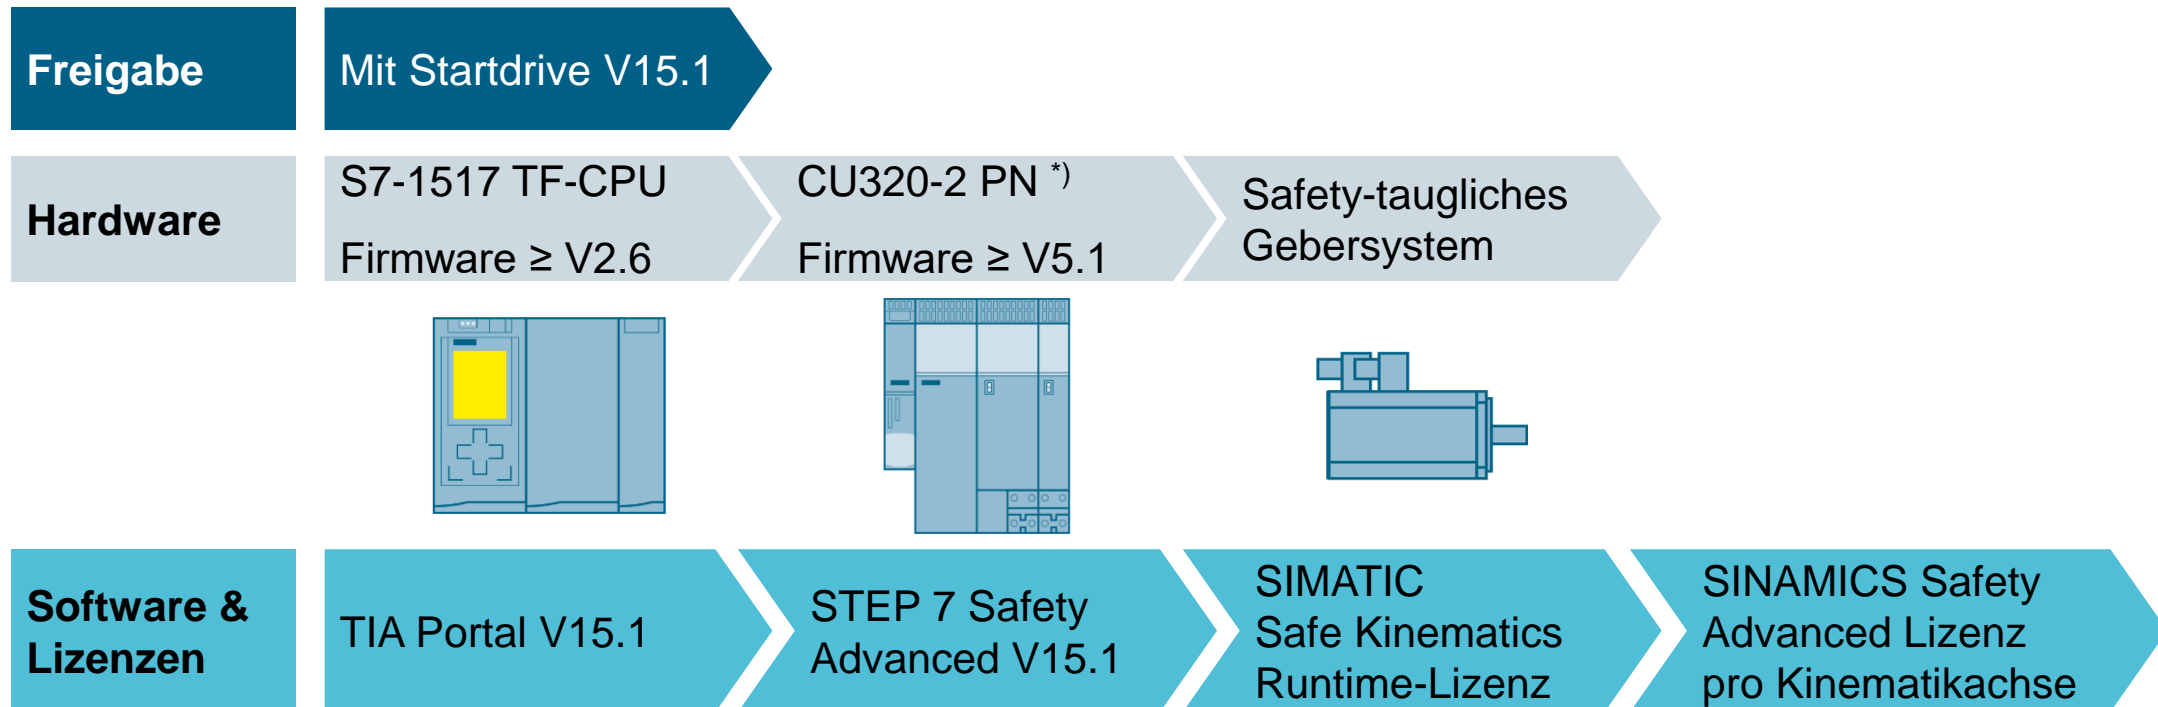 Freigabe
Mit Startdrive V15.1
Hardware
S7-1517 TF-CPU
Firmware ≥ V2.6
CU320-2 PN *)
Firmware ≥ V5.1
Safety-taugliches
Gebersystem
Software &
Lizenzen
TIA Portal V15.1
STEP 7 Safety
Advanced V15.1
SIMATIC
Safe Kinematics
Runtime-Lizenz
SINAMICS Safety
Advanced Lizenz
pro Kinematikachse